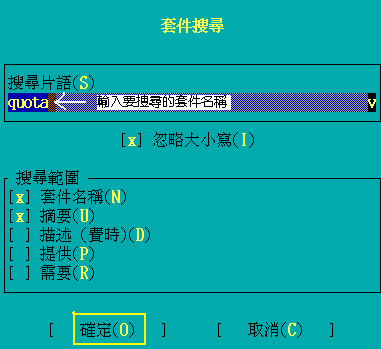 套件搜尋
搜尋片語(S)
quota 輸入要搜尋的套件名稱 v
[x] 忽略大小寫(I)
搜尋範圍
[x] 套件名稱(N)
[x] 摘要(U)
[ ] 描述 (費時)(D)
[ ] 提供(P)
[ ] 需要(R)
[ 確定(O) ] [ 取消(C) ]